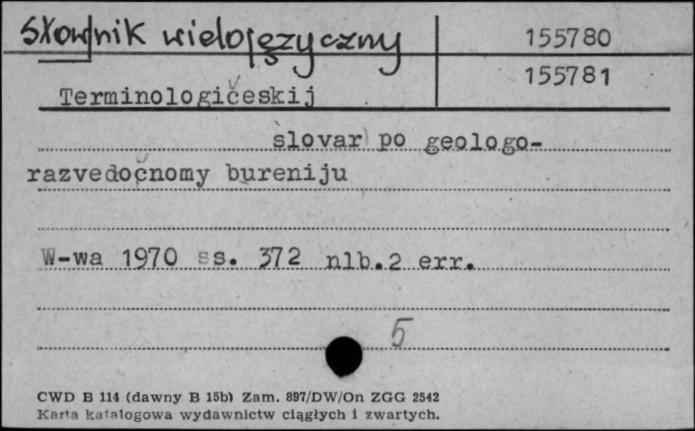 Słownik wielojęzyczny
155780
155781
Terminologičeskij
slovar) po geologo-
razvedočnomy bureniju
W-wa 1970 ss. 372 nlb.2 err.
5
CWD B 114 (dawny B 15b) Zam. 897/DW/On ZGG 2542
Karta katalogowa wydawnictw ciągłych i zwartych.